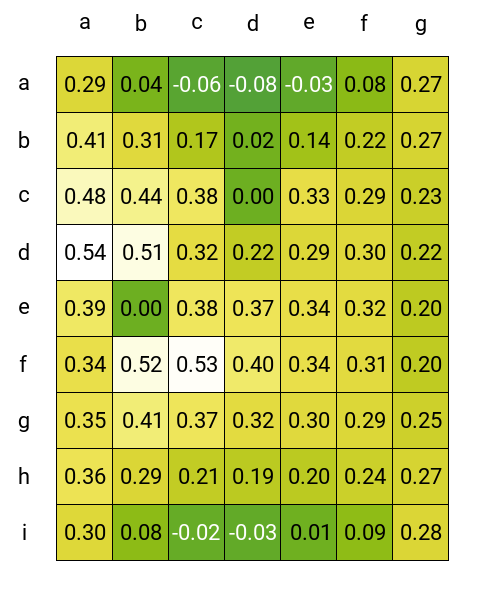 a b c d e f g
a 0.29 0.04 -0.06 -0.08 -0.03 0.08 0.27
b 0.41 0.31 0.17 0.02 0.14 0.22 0.27
c 0.48 0.44 0.38 0.00 0.33 0.29 0.23
d 0.54 0.51 0.32 0.22 0.29 0.30 0.22
e 0.39 0.00 0.38 0.37 0.34 0.32 0.20
f 0.34 0.52 0.53 0.40 0.34 0.31 0.20
g 0.35 0.41 0.37 0.32 0.30 0.29 0.25
h 0.36 0.29 0.21 0.19 0.20 0.24 0.27
i 0.30 0.08 -0.02 -0.03 0.01 0.09 0.28